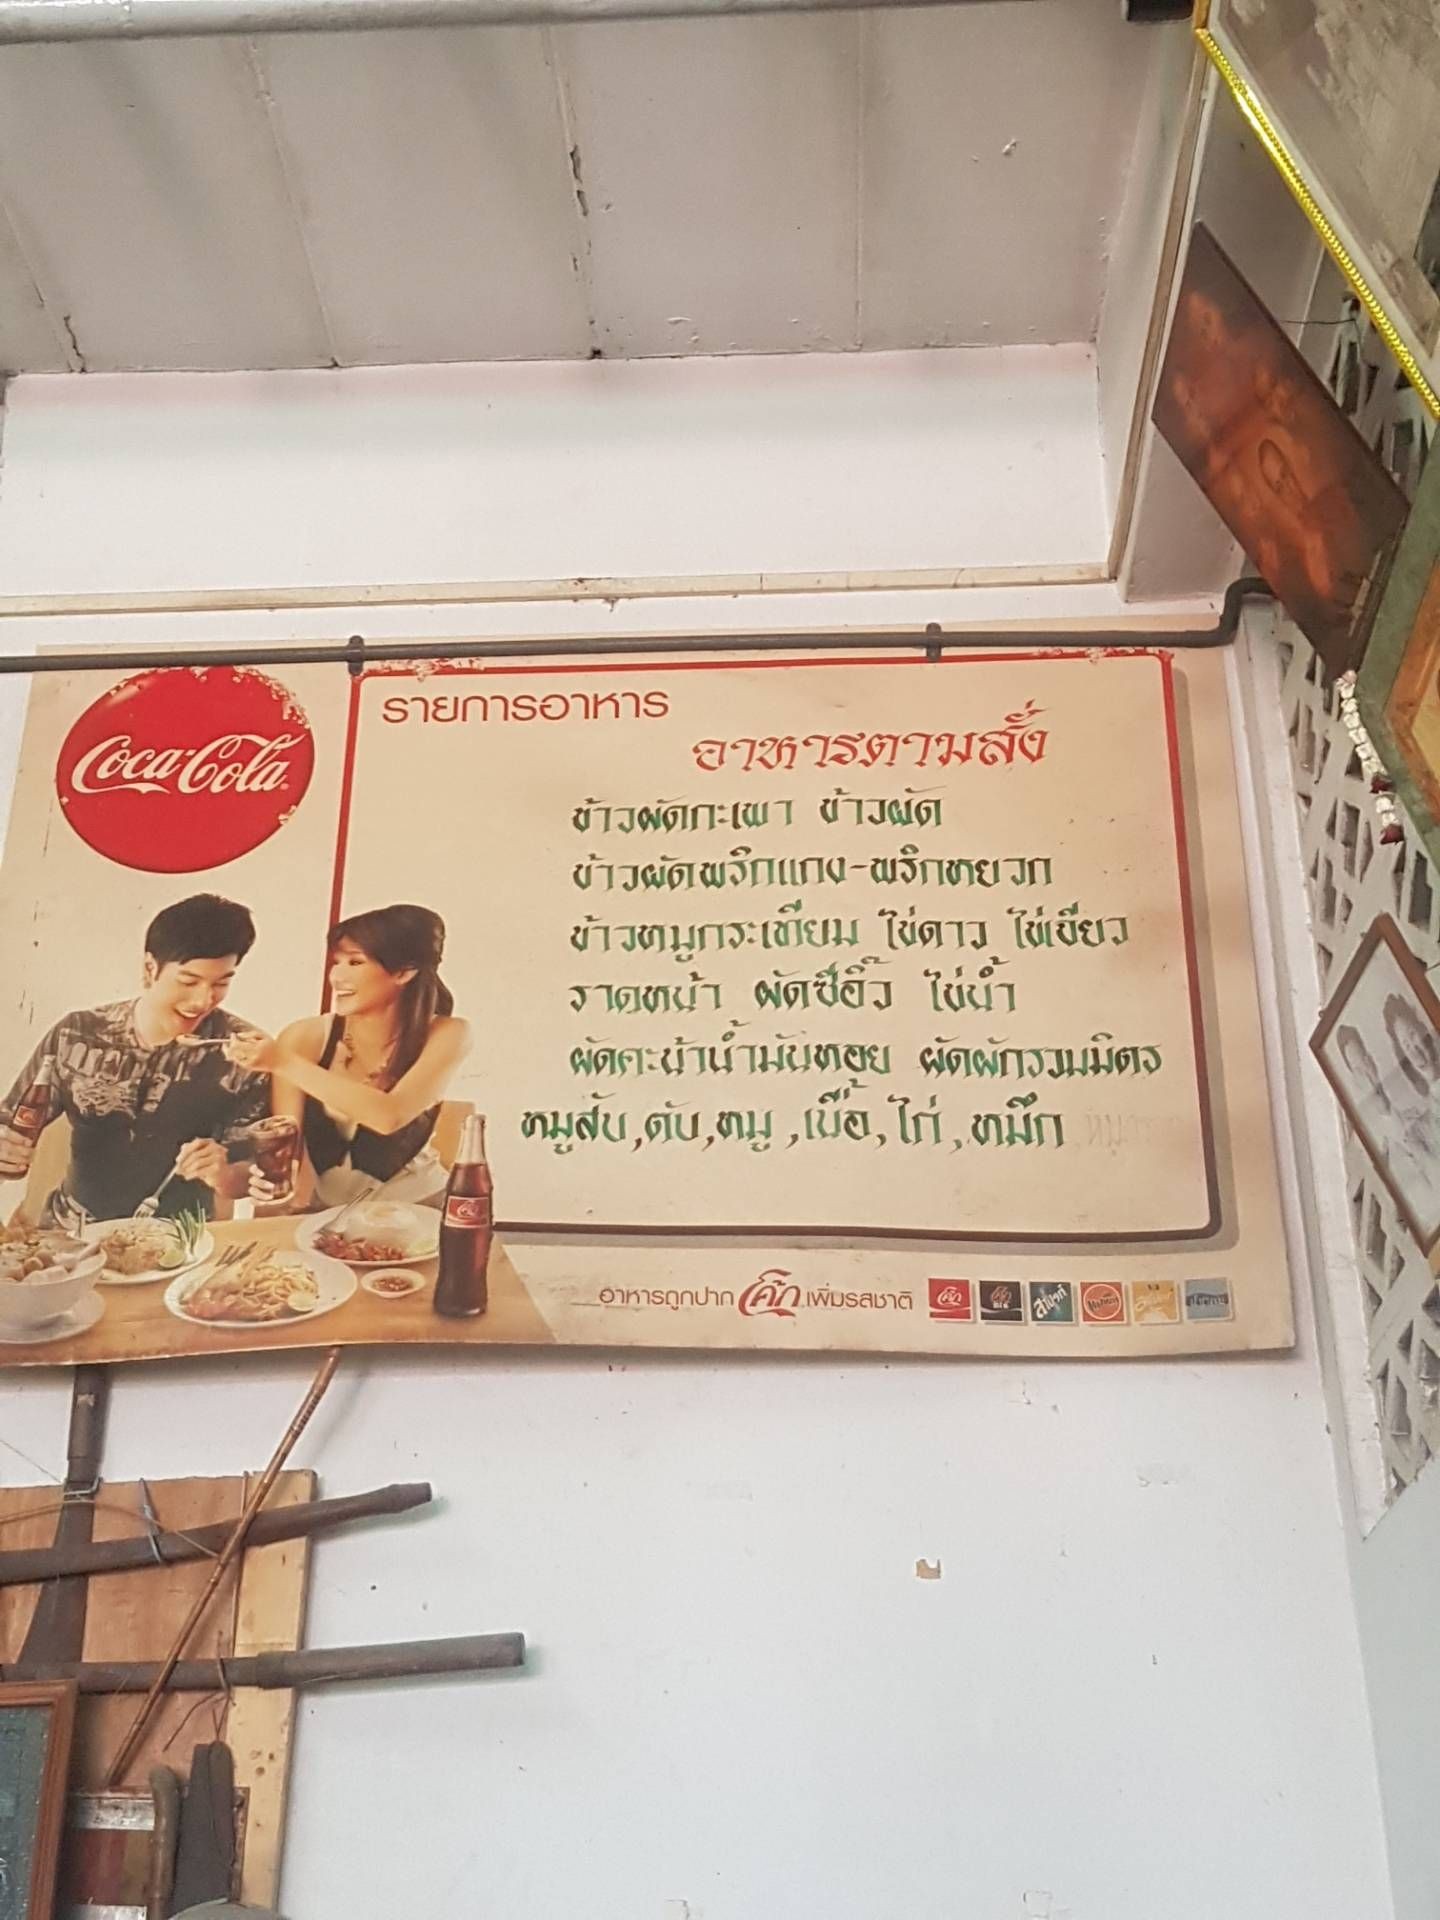 Coca-Cola
รายการอาหาร
อาหารตามสั่ง
ข้าวผัดกะเพา ข้าวผัด
ข้าวผัดพริกแกง-พริกหยวก
ข้าวหมูกระเทียม ไข่ดาว ไข่เจียว
ราดหน้า ผัดซีอิ๊ว ไข่น้ำ
ผัดคะน้าน้ำมันหอย ผัดผักรวมมิตร
หมูสับ,ตับ,หมู,เนื้อ,ไก่,หมึก
อาหารถูกปาก โค้ก เพิ่มรสชาติ